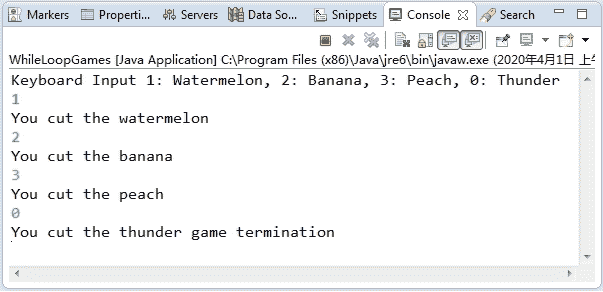 Markers Properti... Servers Data So... Snippets Console Search
WhileLoopGames [Java Application] C:\Program Files (x86)\Java\jre6\bin\javaw.exe (2020年4月1日 上午
Keyboard Input 1: Watermelon, 2: Banana, 3: Peach, 0: Thunder
1
You cut the watermelon
2
You cut the banana
3
You cut the peach
0
You cut the thunder game termination